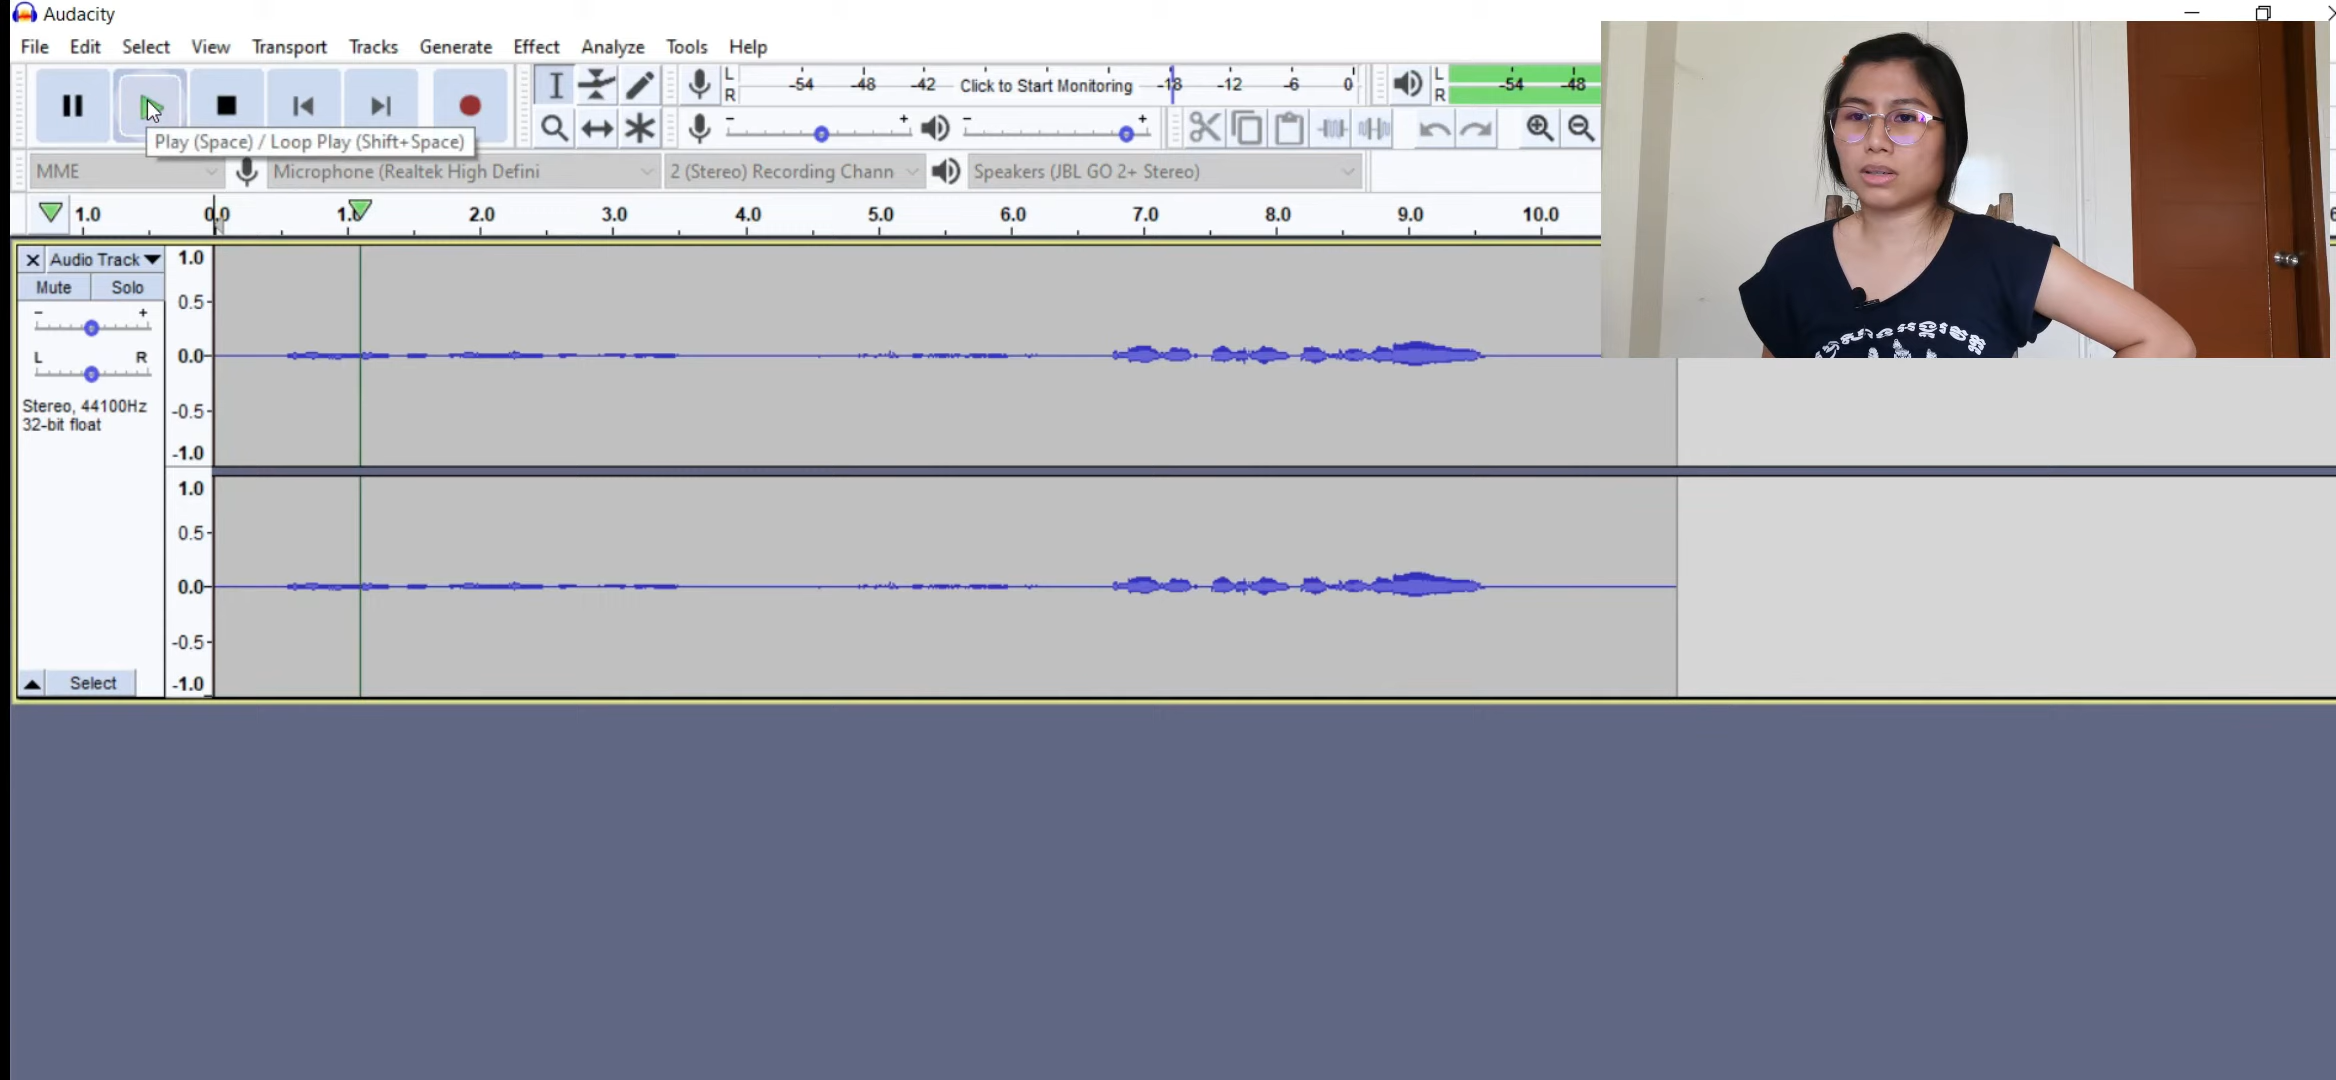 Audacity
File Edit Select View Transport Tracks Generate Effect Analyze Tools Help
L R -54 -48 -42 Click to Start Monitoring -18 -12 -6 0 L R -54 -48
- + - +
Play (Space) / Loop Play (Shift+Space)
MME Microphone (Realtek High Defini 2 (Stereo) Recording Chann Speakers (JBL GO 2+ Stereo)
1.0 0.0 1.0 2.0 3.0 4.0 5.0 6.0 7.0 8.0 9.0 10.0
Audio Track 1.0
Mute Solo
- + 0.5
L R 0.0
Stereo, 44100Hz -0.5
32-bit float
-1.0
1.0
0.5
0.0
-0.5
Select -1.0